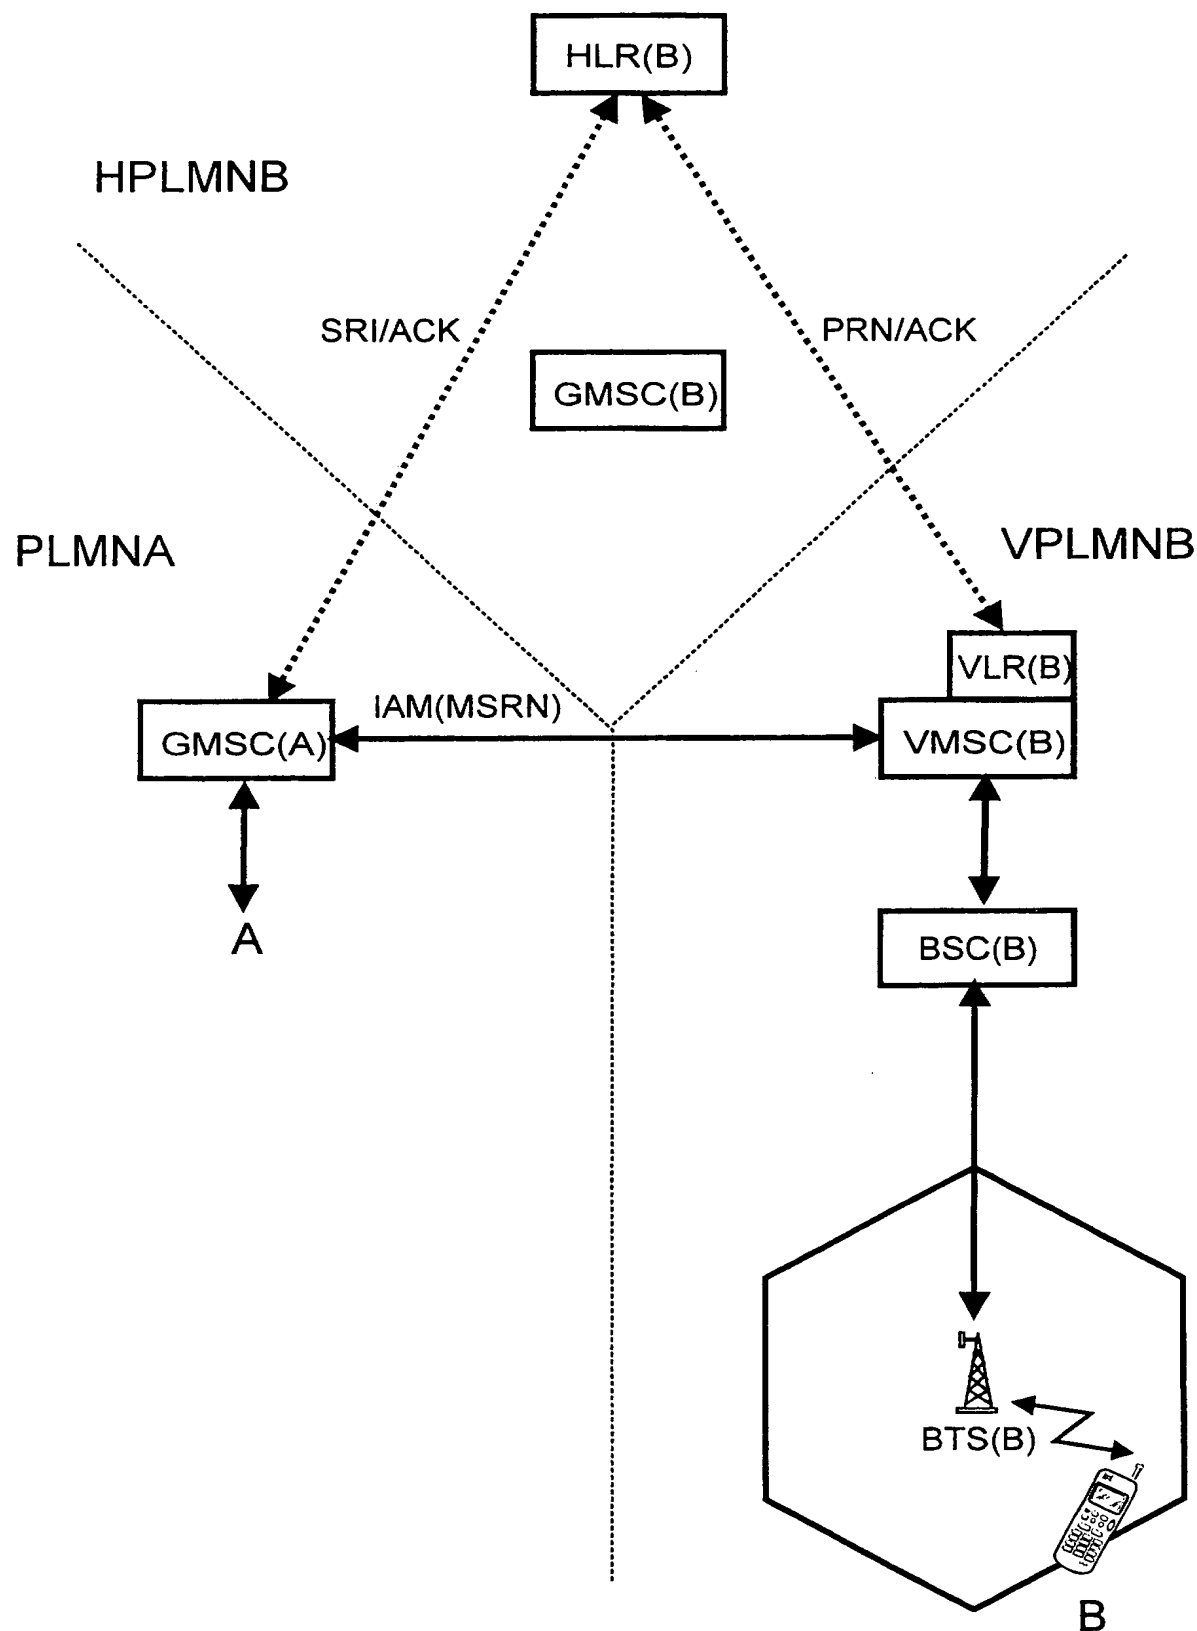 HLR(B)
HPLMNB
SRI/ACK
PRN/ACK
GMSC(B)
PLMNA
VPLMNB
VLR(B)
IAM(MSRN)
GMSC(A)
VMSC(B)
A
BSC(B)
BTS(B)
B